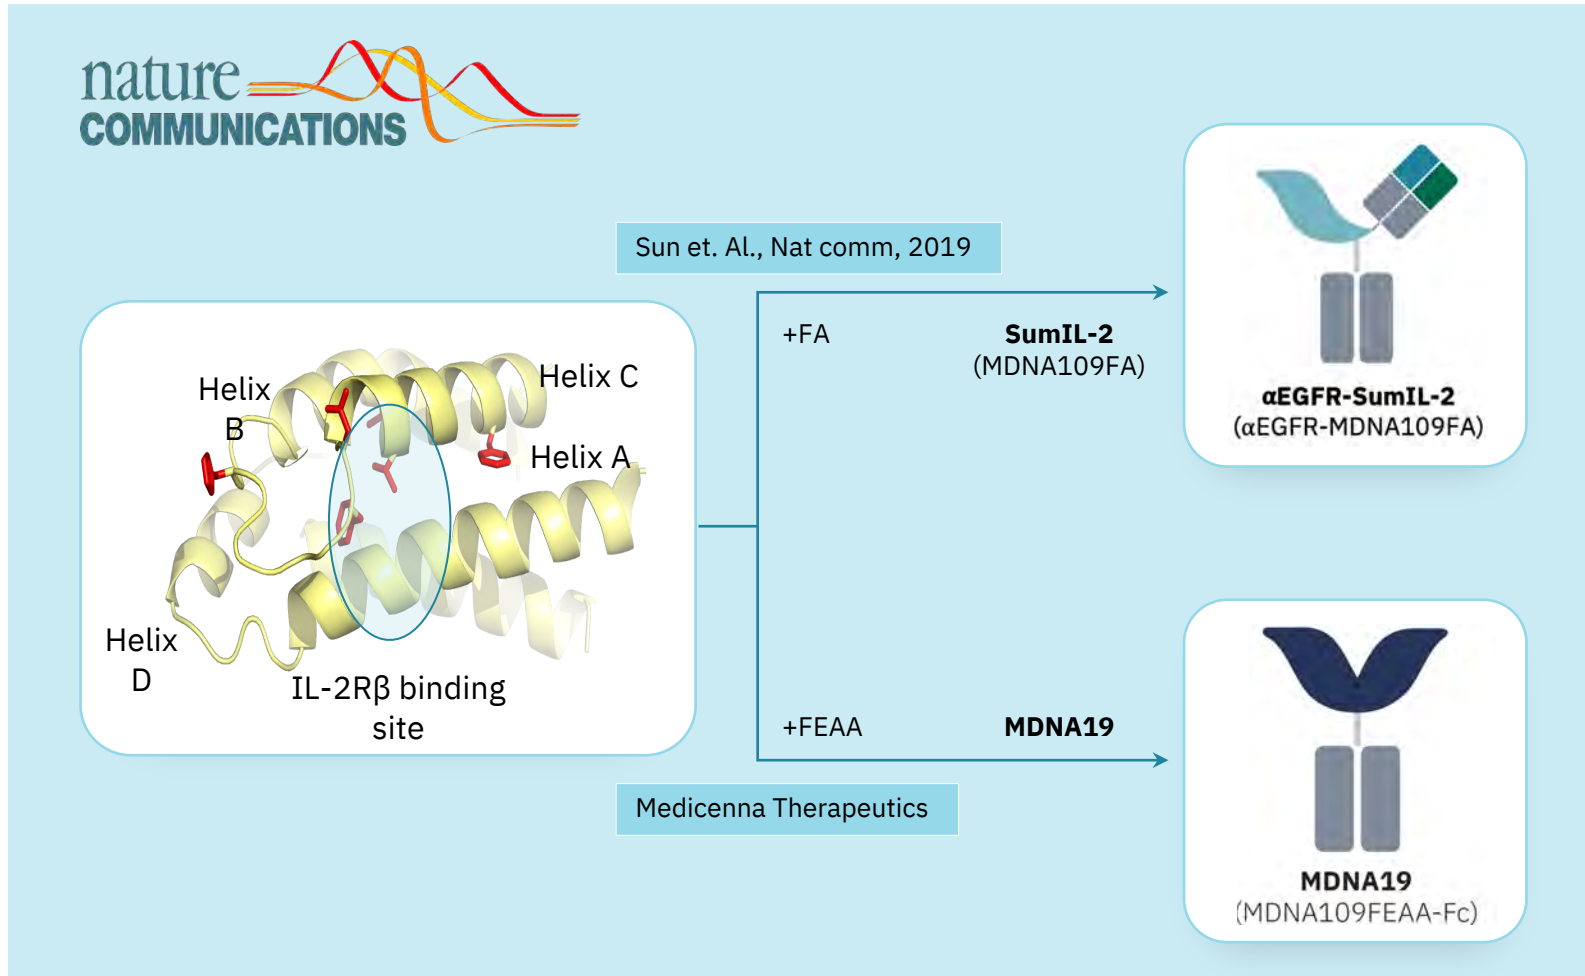 nature
COMMUNICATIONS
Sun et. Al., Nat comm, 2019
+FA
SumIL-2
(MDNA109FA)
αEGFR-SumIL-2
(αEGFR-MDNA109FA)
Helix
B
Helix C
Helix A
Helix
D
IL-2Rβ binding
site
+FEAA
MDNA19
Medicenna Therapeutics
MDNA19
(MDNA109FEAA-Fc)